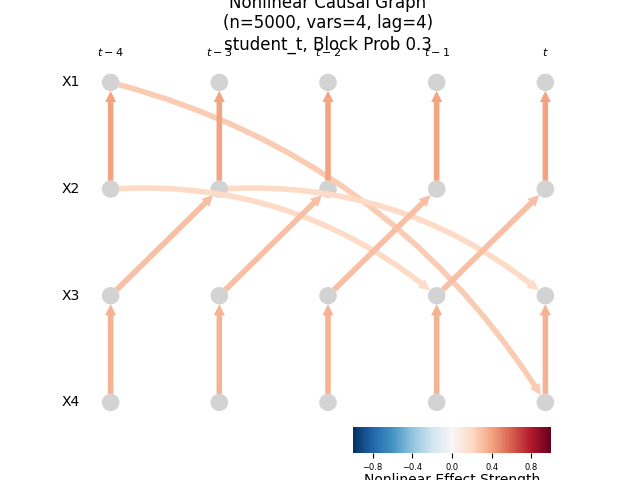 Nonlinear Causal Graph
(n=5000, vars=4, lag=4)
student_t, Block Prob 0.3
t − 4 t − 3 t − 2 t − 1 t
X1
X2
X3
X4
−0.8 −0.4 0.0 0.4 0.8
Nonlinear Effect Strength